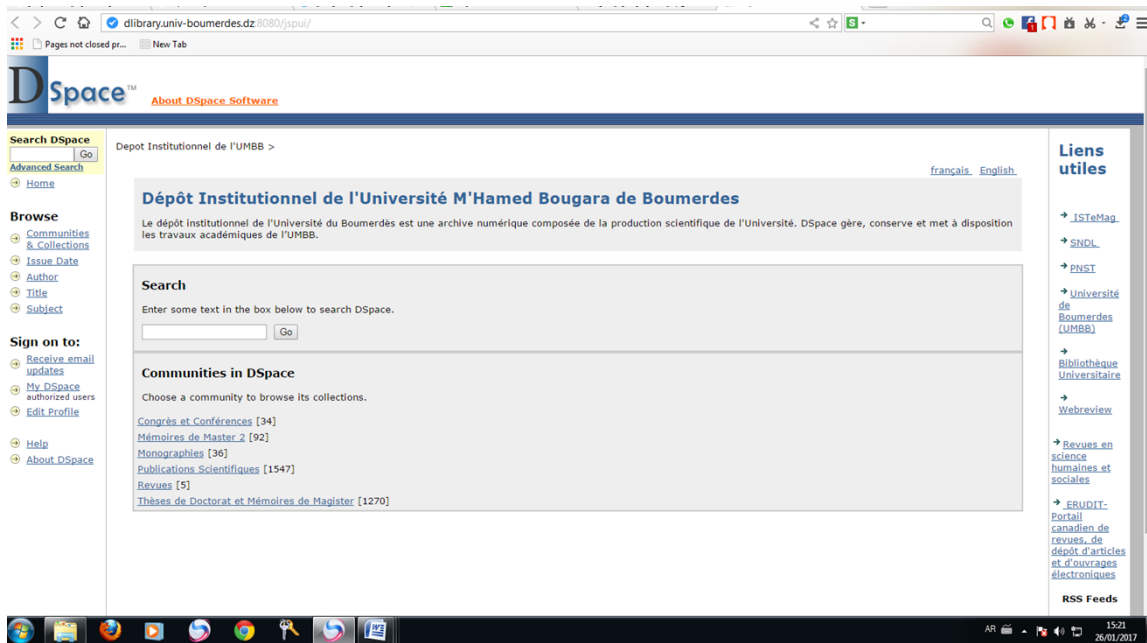 dlibrary.univ-boumerdes.dz:8080/jspui/
Pages not closed pr...
New Tab
DSpace™
About DSpace Software
Search DSpace
Go
Advanced Search
Home
Browse
Communities
& Collections
Issue Date
Author
Title
Subject
Sign on to:
Receive email
updates
My DSpace
authorized users
Edit Profile
Help
About DSpace
Depot Institutionnel de l'UMBB >
français English
Dépôt Institutionnel de l'Université M'Hamed Bougara de Boumerdes
Le dépôt institutionnel de l'Université du Boumerdès est une archive numérique composée de la production scientifique de l'Université. DSpace gère, conserve et met à disposition
les travaux académiques de l'UMBB.
Search
Enter some text in the box below to search DSpace.
Go
Communities in DSpace
Choose a community to browse its collections.
Congrès et Conférences [34]
Mémoires de Master 2 [92]
Monographies [36]
Publications Scientifiques [1547]
Revues [5]
Thèses de Doctorat et Mémoires de Magister [1270]
Liens
utiles
ISTeMag
SNDL
PNST
Université
de
Boumerdes
(UMBB)
Bibliothèque
Universitaire
Webreview
Revues en
science
humaines et
sociales
ERUDIT-
Portail
canadien de
revues, de
dépôt d'articles
et d'ouvrages
électroniques
RSS Feeds
AR
15:21
26/01/2017